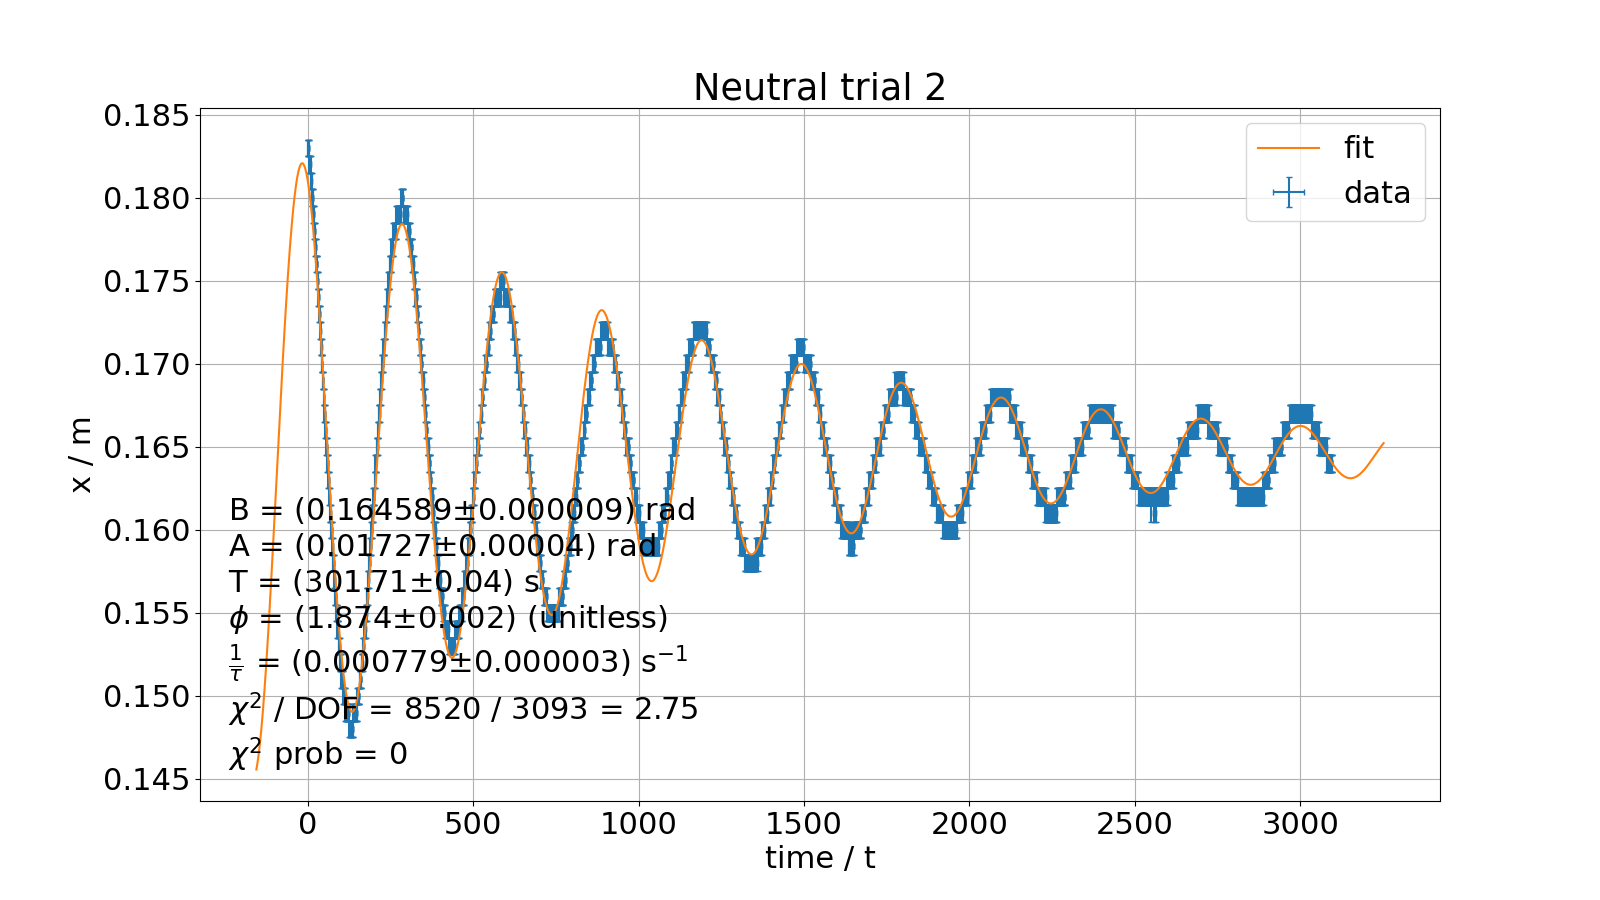 Neutral trial 2
0.185
0.180
0.175
0.170
0.165
0.160
0.155
0.150
0.145
x / m
fit
data
B = (0.164589±0.000009) rad
A = (0.01727±0.00004) rad
T = (301.71±0.04) s
ϕ = (1.874±0.002) (unitless)
1/τ = (0.000779±0.000003) s⁻¹
χ² / DOF = 8520 / 3093 = 2.75
χ² prob = 0
0 500 1000 1500 2000 2500 3000
time / t